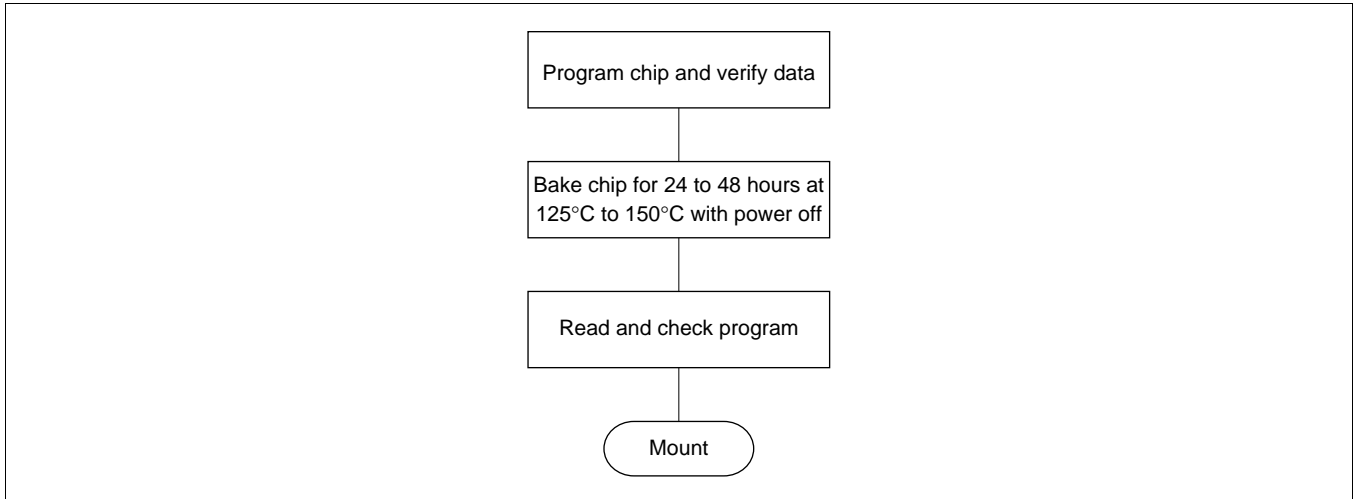 Program chip and verify data
Bake chip for 24 to 48 hours at
125°C to 150°C with power off
Read and check program
Mount